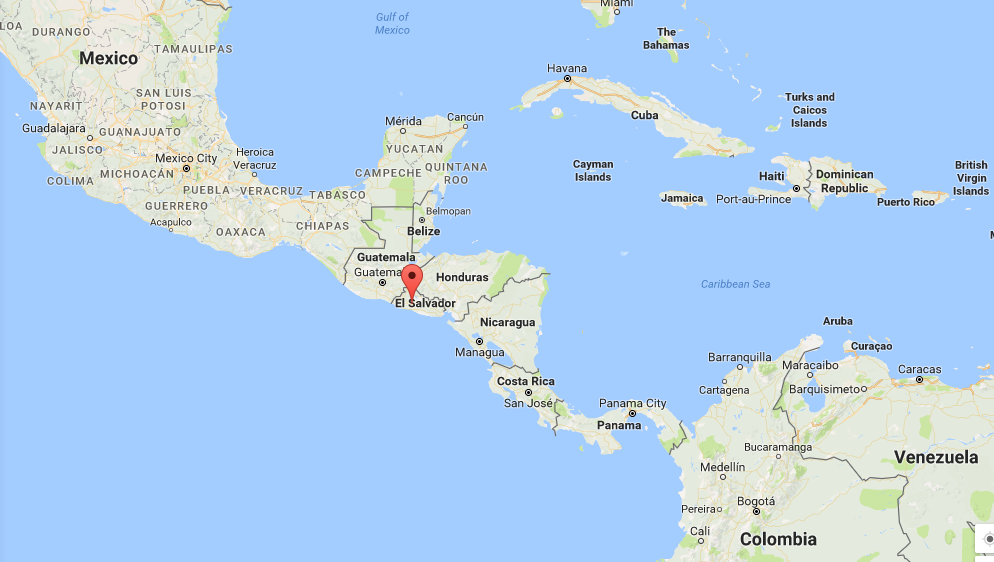 Miami
Gulf of
Mexico
DURANGO
The
Bahamas
TAMAULIPAS
Mexico
Havana
SAN LUIS
POTOSI
Turks and
Caicos
Islands
NAYARIT
Cuba
Mérida
Cancún
Guadalajara
GUANAJUATO
JALISCO
YUCATAN
Heroica
Veracruz
Mexico City
Cayman
Islands
British
Virgin
Islands
MICHOACÁN
CAMPECHE
QUINTANA
ROO
Haiti
Dominican
Republic
COLIMA
PUEBLA
VERACRUZ
TABASCO
Jamaica
Port-au-Prince
Puerto Rico
GUERRERO
Belmopan
Acapulco
CHIAPAS
OAXACA
Belize
Guatemala
Guatema
Honduras
Caribbean Sea
El Salvador
Nicaragua
Aruba
Curaçao
Managua
Barranquilla
Maracaibo
Caracas
Costa Rica
Cartagena
Barquisimeto
San José
Panama City
Panama
Bucaramanga
Venezuela
Medellín
Bogotá
Pereira
Cali
Colombia